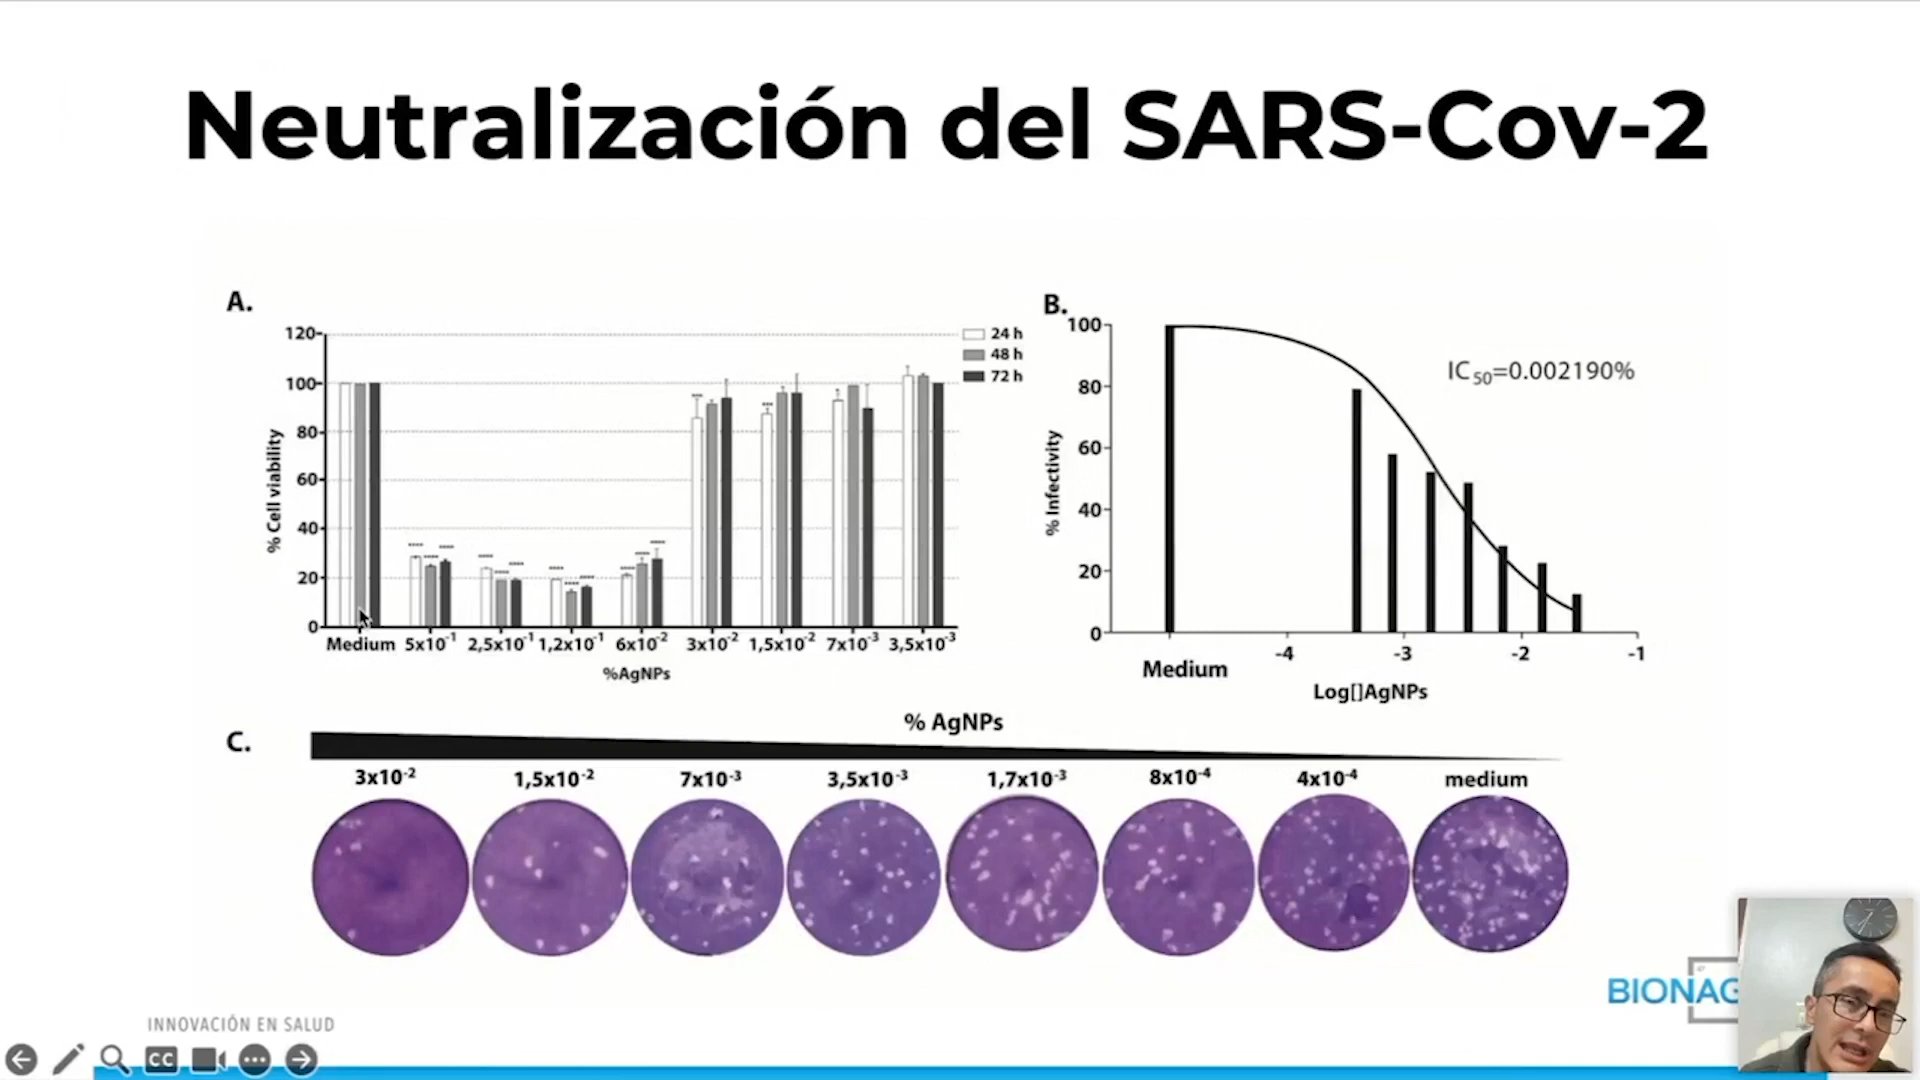 Neutralización del SARS-Cov-2
A.
120
100
80
60
40
20
0
% Cell viability
24 h
48 h
72 h
Medium 5x10⁻¹ 2,5x10⁻¹ 1,2x10⁻¹ 6x10⁻² 3x10⁻² 1,5x10⁻² 7x10⁻³ 3,5x10⁻³
%AgNPs
B.
100
80
60
40
20
0
% Infectivity
IC₅₀=0.002190%
-4 -3 -2 -1
Medium
Log[]AgNPs
C.
% AgNPs
3x10⁻² 1,5x10⁻² 7x10⁻³ 3,5x10⁻³ 1,7x10⁻³ 8x10⁻⁴ 4x10⁻⁴ medium
INNOVACIÓN EN SALUD
BIONAG
CC